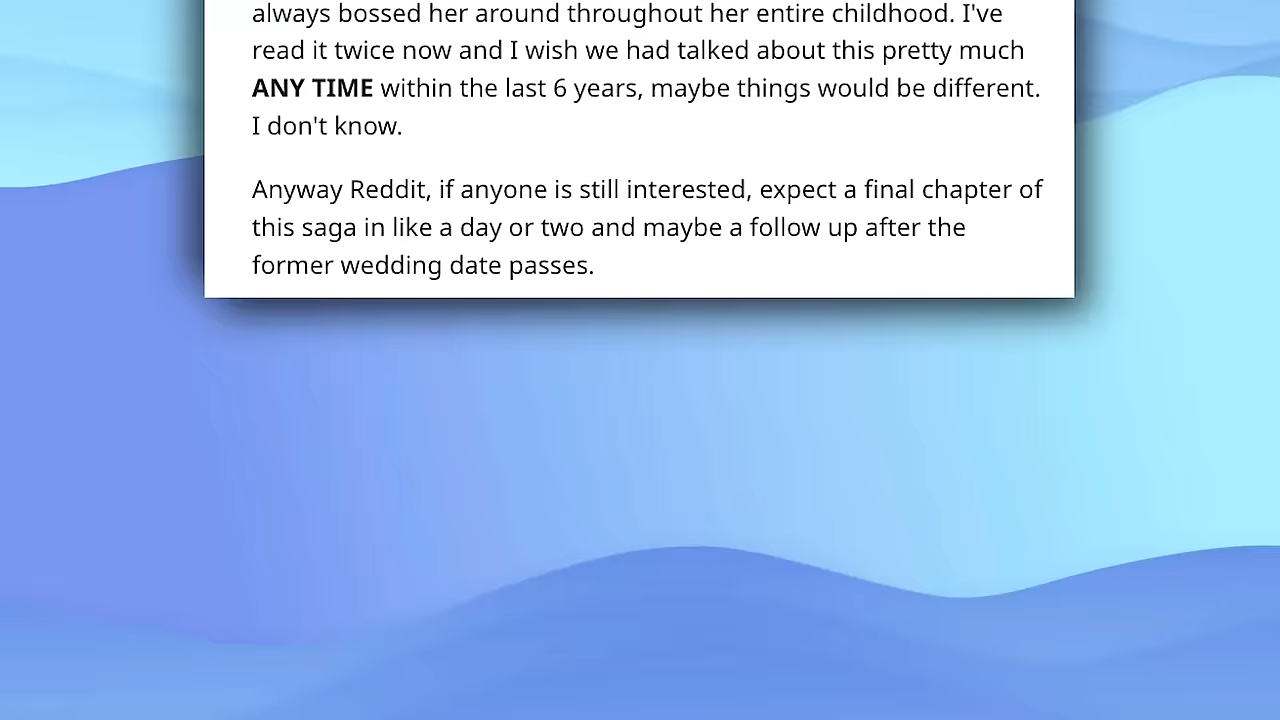 always bossed her around throughout her entire childhood. I've
read it twice now and I wish we had talked about this pretty much
ANY TIME within the last 6 years, maybe things would be different.
I don't know.
Anyway Reddit, if anyone is still interested, expect a final chapter of
this saga in like a day or two and maybe a follow up after the
former wedding date passes.